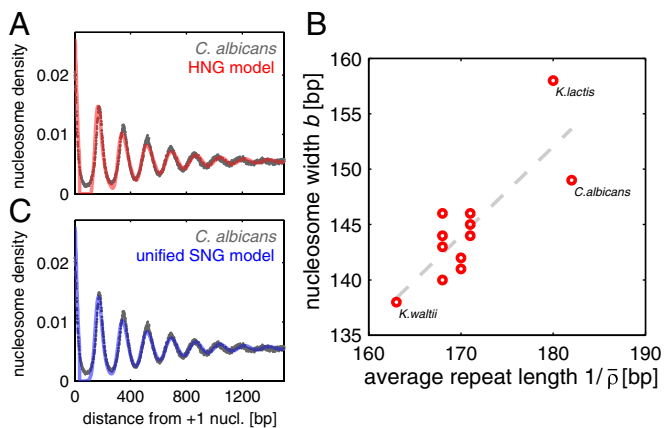 A
C. albicans
HNG model
nucleosome density
0.02
0.01
0
C
C. albicans
unified SNG model
nucleosome density
0.02
0.01
0
0 400 800 1200
distance from +1 nucl. [bp]
B
160
155
150
145
140
135
nucleosome width b [bp]
K.lactis
C.albicans
K.waltii
160 170 180 190
average repeat length 1/ρ̄ [bp]